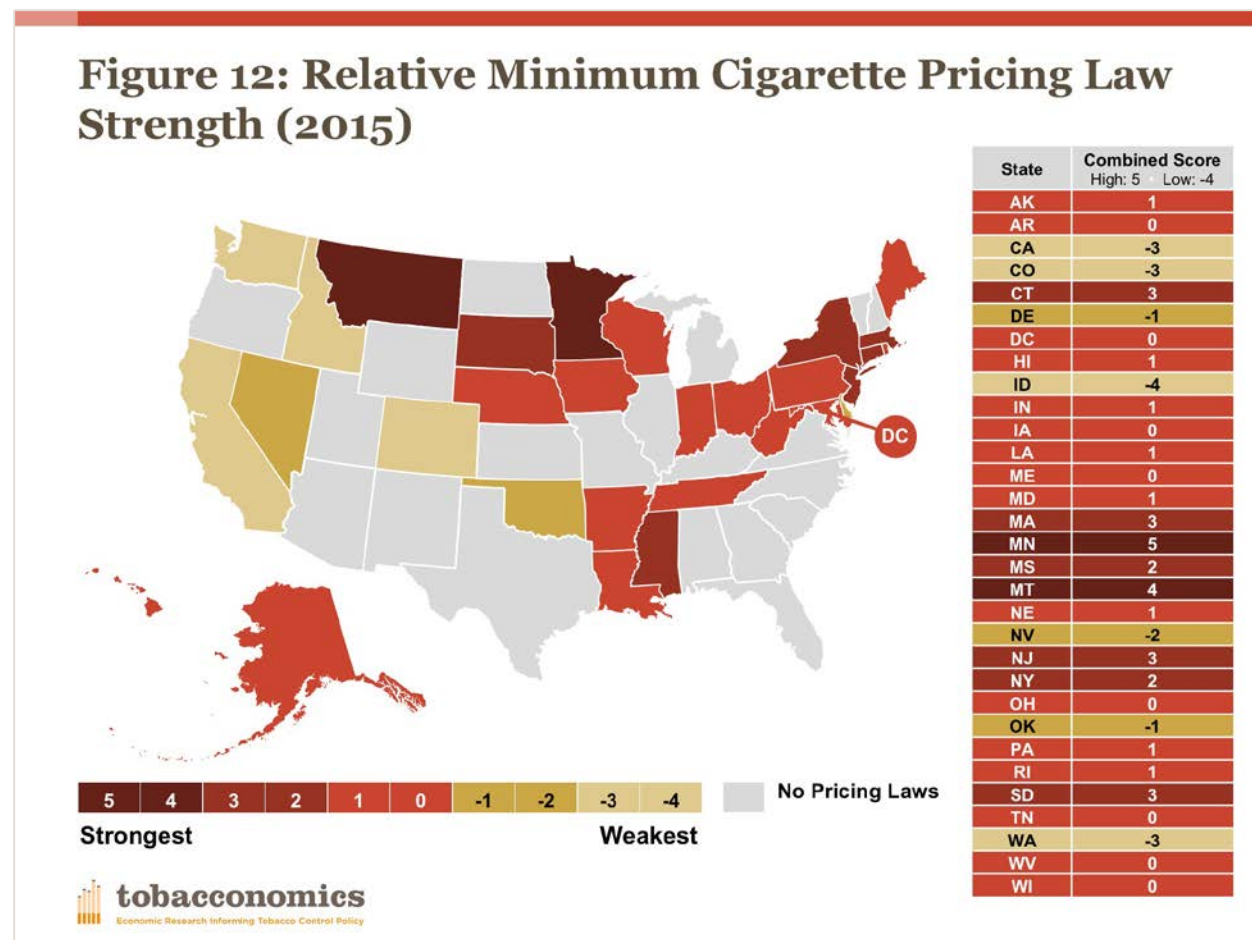 Figure 12: Relative Minimum Cigarette Pricing Law
Strength (2015)
State Combined Score
High: 5 Low: -4
AK 1
AR 0
CA -3
CO -3
CT 3
DE -1
DC 0
HI 1
ID -4
IN 1
IA 0
LA 1
ME 0
MD 1
MA 3
MN 5
MS 2
MT 4
NE 1
NV -2
NJ 3
NY 2
OH 0
OK -1
PA 1
RI 1
SD 3
TN 0
WA -3
WV 0
WI 0
DC
5 4 3 2 1 0 -1 -2 -3 -4 No Pricing Laws
Strongest Weakest
tobacconomics
Economic Research Informing Tobacco Control Policy